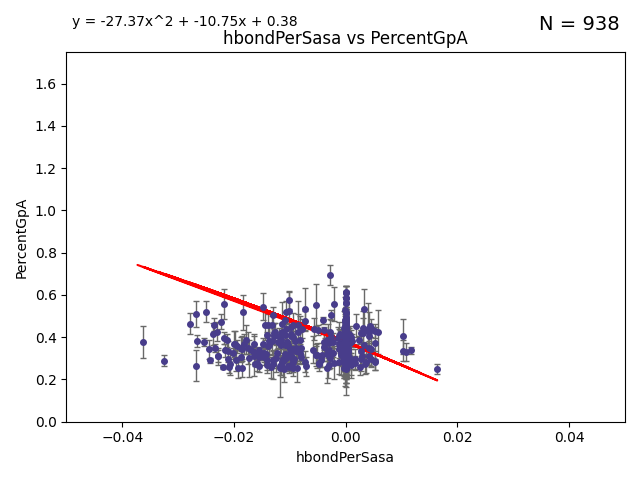 y = -27.37x^2 + -10.75x + 0.38
N = 938
hbondPerSasa vs PercentGpA
1.6
1.4
1.2
1.0
0.8
0.6
0.4
0.2
0.0
PercentGpA
−0.04
−0.02
0.00
0.02
0.04
hbondPerSasa